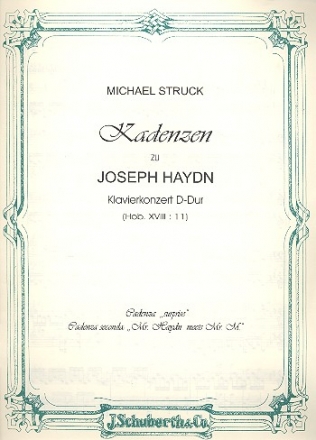 MICHAEL STRUCK
Kadenzen
zu
JOSEPH HAYDN
Klavierkonzert D-Dur
(Hob. XVIII : 11)
Cadenza „surprise"
Cadenza seconda „Mr. Haydn meets Mr. M."
J. Schuberth & Co.